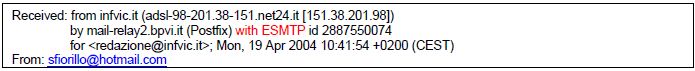 Received: from infvic.it (adsl-98-201.38-151.net24.it [151.38.201.98])
by mail-relay2.bpvi.it (Postfix) with ESMTP id 2887550074
for <redazione@infvic.it>; Mon, 19 Apr 2004 10:41:54 +0200 (CEST)
From: sfiorillo@hotmail.com